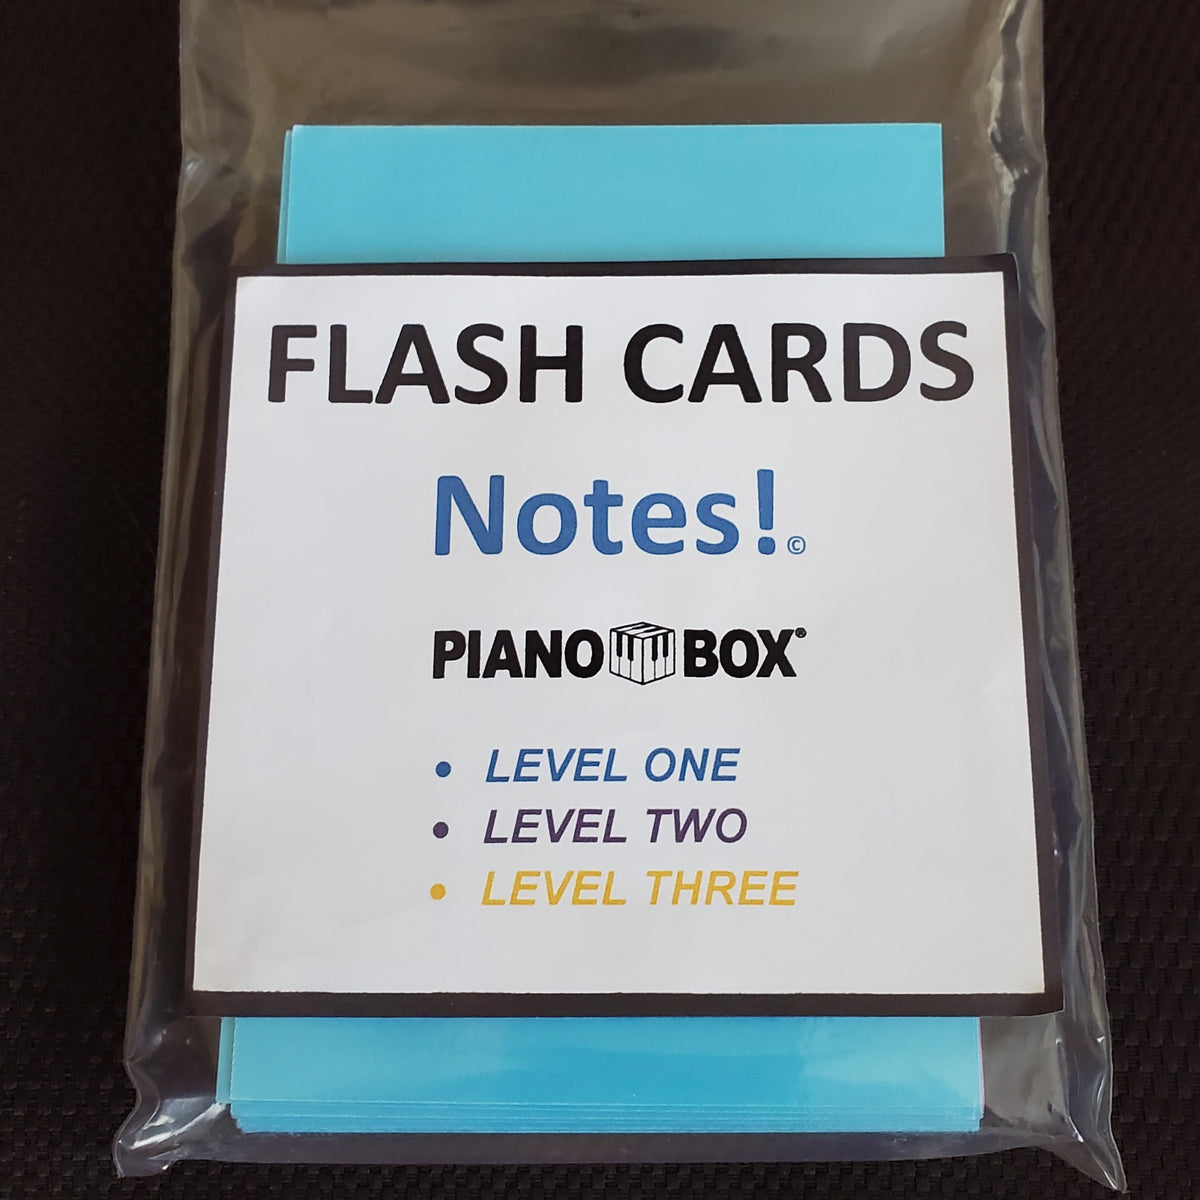 FLASH CARDS
Notes!©
PIANO BOX®
• LEVEL ONE
• LEVEL TWO
• LEVEL THREE